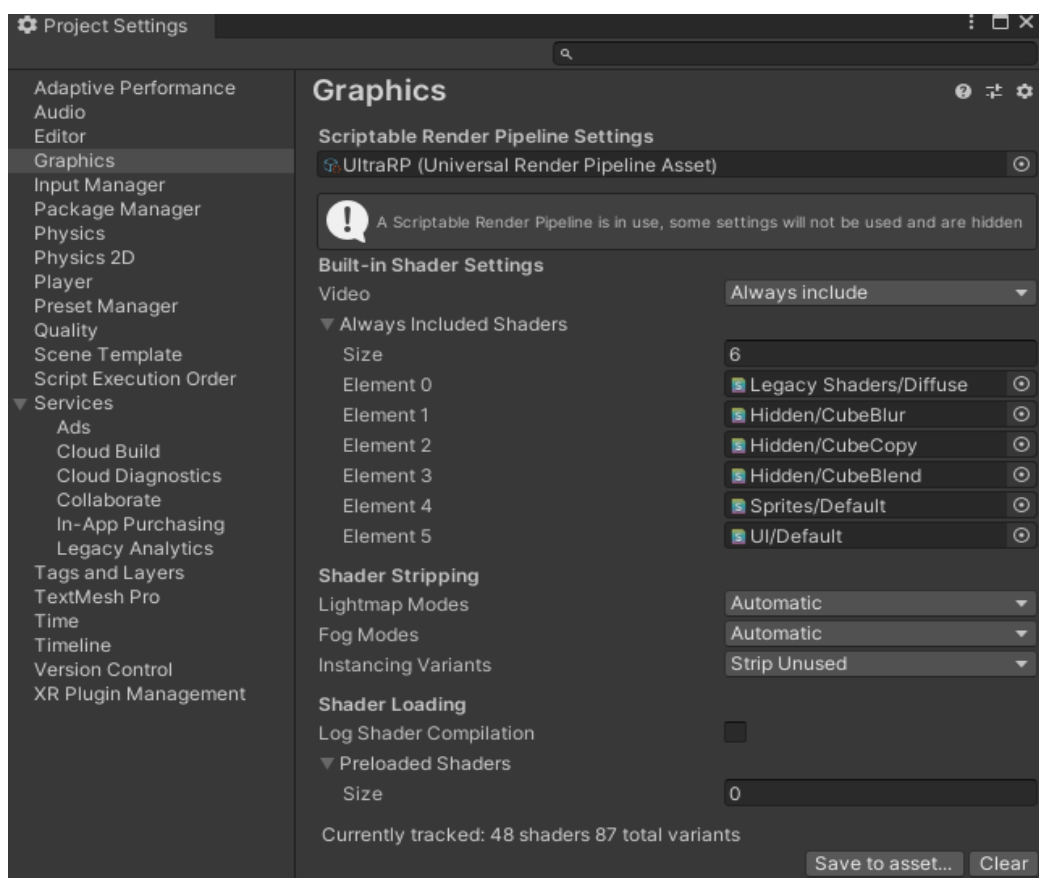 Project Settings
Adaptive Performance
Audio
Editor
Graphics
Input Manager
Package Manager
Physics
Physics 2D
Player
Preset Manager
Quality
Scene Template
Script Execution Order
Services
Ads
Cloud Build
Cloud Diagnostics
Collaborate
In-App Purchasing
Legacy Analytics
Tags and Layers
TextMesh Pro
Time
Timeline
Version Control
XR Plugin Management
Graphics
Scriptable Render Pipeline Settings
UltraRP (Universal Render Pipeline Asset)
A Scriptable Render Pipeline is in use, some settings will not be used and are hidden
Built-in Shader Settings
Video Always include
Always Included Shaders
Size 6
Element 0 Legacy Shaders/Diffuse
Element 1 Hidden/CubeBlur
Element 2 Hidden/CubeCopy
Element 3 Hidden/CubeBlend
Element 4 Sprites/Default
Element 5 UI/Default
Shader Stripping
Lightmap Modes Automatic
Fog Modes Automatic
Instancing Variants Strip Unused
Shader Loading
Log Shader Compilation
Preloaded Shaders
Size 0
Currently tracked: 48 shaders 87 total variants
Save to asset... Clear